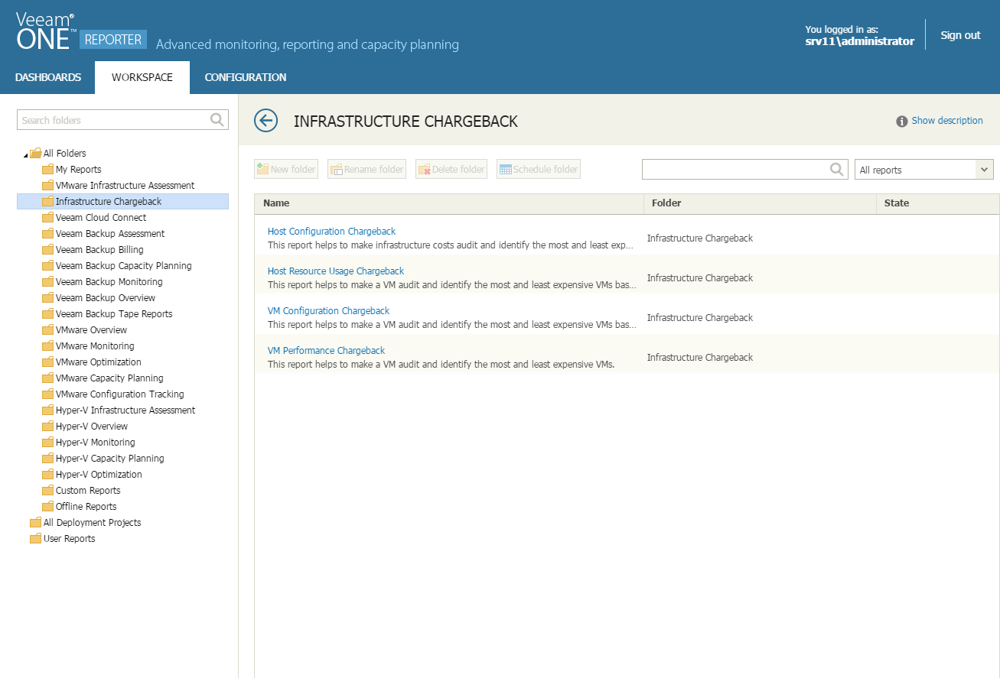 Veeam®
ONE™ REPORTER Advanced monitoring, reporting and capacity planning
You logged in as:
srv11\administrator
Sign out
DASHBOARDS WORKSPACE CONFIGURATION
Search folders
All Folders
My Reports
VMware Infrastructure Assessment
Infrastructure Chargeback
Veeam Cloud Connect
Veeam Backup Assessment
Veeam Backup Billing
Veeam Backup Capacity Planning
Veeam Backup Monitoring
Veeam Backup Overview
Veeam Backup Tape Reports
VMware Overview
VMware Monitoring
VMware Optimization
VMware Capacity Planning
VMware Configuration Tracking
Hyper-V Infrastructure Assessment
Hyper-V Overview
Hyper-V Monitoring
Hyper-V Capacity Planning
Hyper-V Optimization
Custom Reports
Offline Reports
All Deployment Projects
User Reports
INFRASTRUCTURE CHARGEBACK
Show description
New folder Rename folder Delete folder Schedule folder
All reports
Name Folder State
Host Configuration Chargeback
This report helps to make infrastructure costs audit and identify the most and least exp...
Infrastructure Chargeback
Host Resource Usage Chargeback
This report helps to make a VM audit and identify the most and least expensive VMs bas...
Infrastructure Chargeback
VM Configuration Chargeback
This report helps to make a VM audit and identify the most and least expensive VMs bas...
Infrastructure Chargeback
VM Performance Chargeback
This report helps to make a VM audit and identify the most and least expensive VMs.
Infrastructure Chargeback